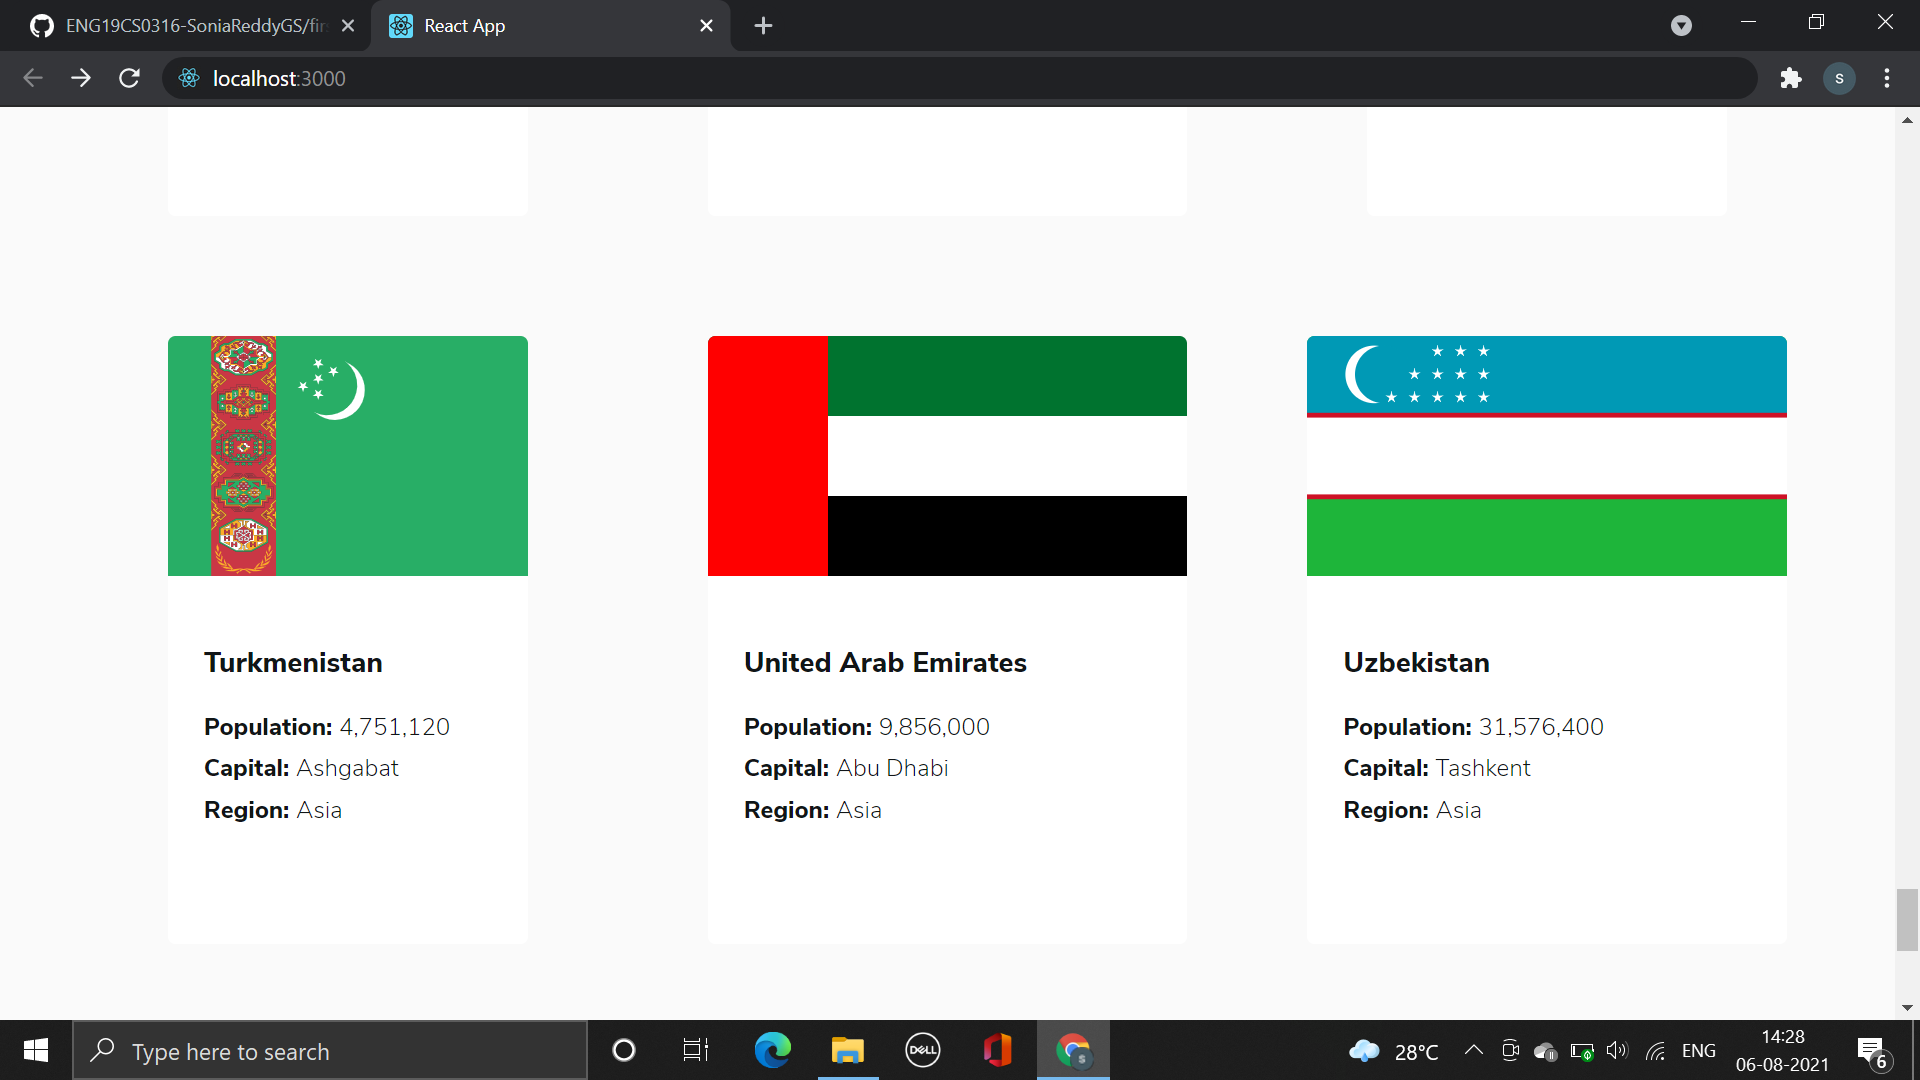 ENG19CS0316-SoniaReddyGS/fir
React App
localhost:3000
S
Turkmenistan
Population: 4,751,120
Capital: Ashgabat
Region: Asia
United Arab Emirates
Population: 9,856,000
Capital: Abu Dhabi
Region: Asia
Uzbekistan
Population: 31,576,400
Capital: Tashkent
Region: Asia
Type here to search
DELL
S
28°C
ENG
14:28
06-08-2021
6